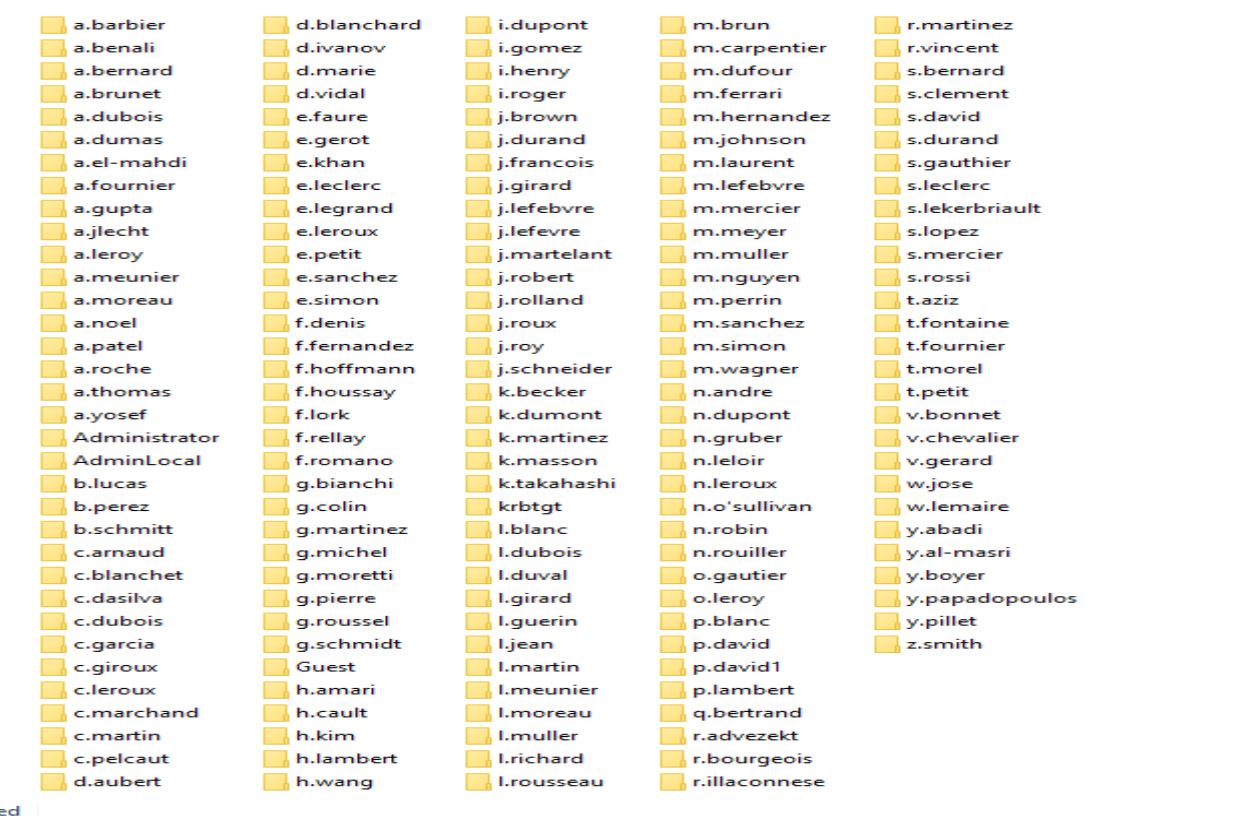 a.barbier
a.benali
a.bernard
a.brunet
a.dubois
a.dumas
a.el-mahdi
a.fournier
a.gupta
a.jlecht
a.leroy
a.meunier
a.moreau
a.noel
a.patel
a.roche
a.thomas
a.yosef
Administrator
AdminLocal
b.lucas
b.perez
b.schmitt
c.arnaud
c.blanchet
c.dasilva
c.dubois
c.garcia
c.giroux
c.leroux
c.marchand
c.martin
c.pelcaut
d.aubert
d.blanchard
d.ivanov
d.marie
d.vidal
e.faure
e.gerot
e.khan
e.leclerc
e.legrand
e.leroux
e.petit
e.sanchez
e.simon
f.denis
f.fernandez
f.hoffmann
f.houssay
f.lork
f.rellay
f.romano
g.bianchi
g.colin
g.martinez
g.michel
g.moretti
g.pierre
g.roussel
g.schmidt
Guest
h.amari
h.cault
h.kim
h.lambert
h.wang
i.dupont
i.gomez
i.henry
i.roger
j.brown
j.durand
j.francois
j.girard
j.lefebvre
j.lefevre
j.martelant
j.robert
j.rolland
j.roux
j.roy
j.schneider
k.becker
k.dumont
k.martinez
k.masson
k.takahashi
krbtgt
l.blanc
l.dubois
l.duval
l.girard
l.guerin
l.jean
l.martin
l.meunier
l.moreau
l.muller
l.richard
l.rousseau
m.brun
m.carpentier
m.dufour
m.ferrari
m.hernandez
m.johnson
m.laurent
m.lefebvre
m.mercier
m.meyer
m.muller
m.nguyen
m.perrin
m.sanchez
m.simon
m.wagner
n.andre
n.dupont
n.gruber
n.leloir
n.leroux
n.o'sullivan
n.robin
n.rouiller
o.gautier
o.leroy
p.blanc
p.david
p.david1
p.lambert
q.bertrand
r.advezekt
r.bourgeois
r.illaconnese
r.martinez
r.vincent
s.bernard
s.clement
s.david
s.durand
s.gauthier
s.leclerc
s.lekerbriault
s.lopez
s.mercier
s.rossi
t.aziz
t.fontaine
t.fournier
t.morel
t.petit
v.bonnet
v.chevalier
v.gerard
w.jose
w.lemaire
y.abadi
y.al-masri
y.boyer
y.papadopoulos
y.pillet
z.smith
ed